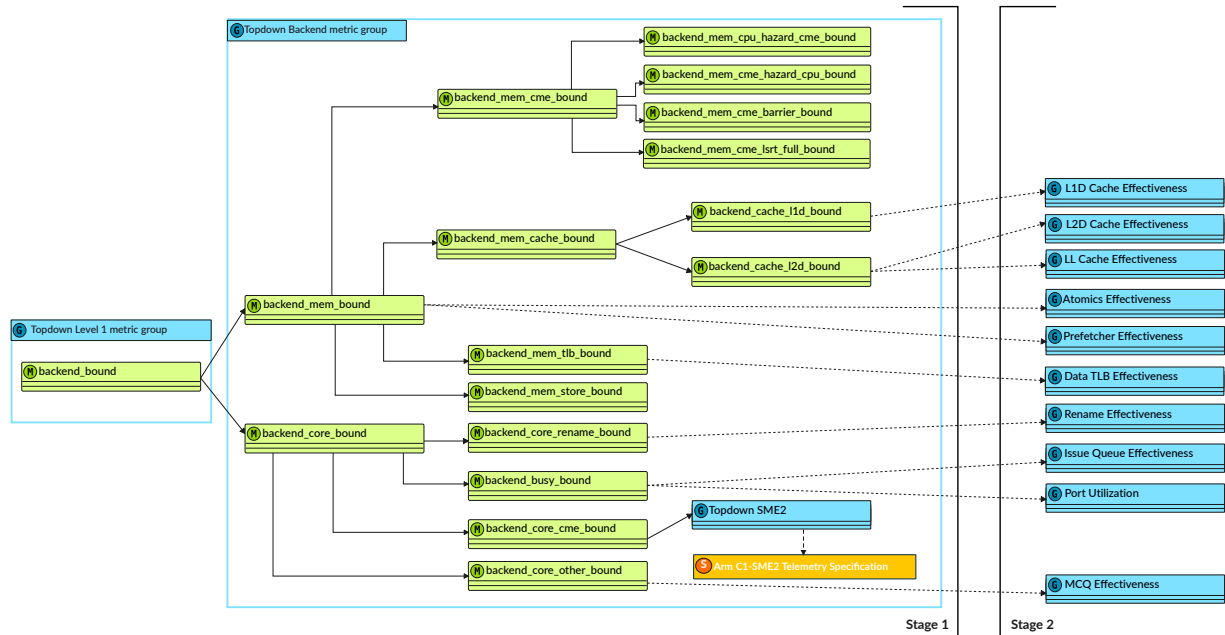 G Topdown Backend metric group
M backend_mem_cpu_hazard_cme_bound
M backend_mem_cme_hazard_cpu_bound
M backend_mem_cme_bound
M backend_mem_cme_barrier_bound
M backend_mem_cme_lsrt_full_bound
G L1D Cache Effectiveness
M backend_cache_l1d_bound
G L2D Cache Effectiveness
M backend_mem_cache_bound
M backend_cache_l2d_bound
G LL Cache Effectiveness
M backend_mem_bound
G Atomics Effectiveness
G Topdown Level 1 metric group
G Prefetcher Effectiveness
M backend_mem_tlb_bound
M backend_bound
G Data TLB Effectiveness
M backend_mem_store_bound
G Rename Effectiveness
M backend_core_bound
M backend_core_rename_bound
G Issue Queue Effectiveness
M backend_busy_bound
G Port Utilization
G Topdown SME2
M backend_core_cme_bound
S Arm C1-SME2 Telemetry Specification
M backend_core_other_bound
G MCQ Effectiveness
Stage 1
Stage 2